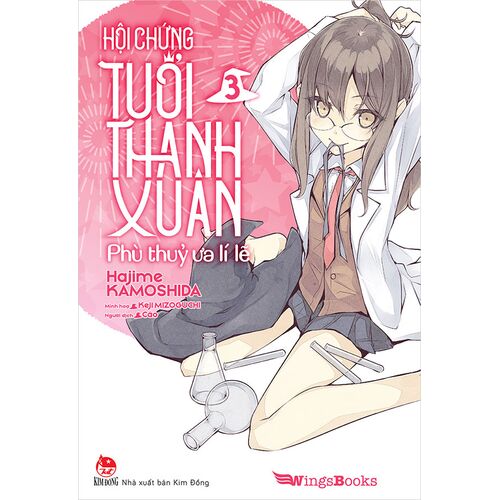 HỘI CHỨNG
TUỔI
3
THANH
XUÂN
Phù thuỷ ưa lí lẽ
Hajime
KAMOSHIDA
Minh hoạ Keji MIZOGUCHI
Người dịch Cao
KIM ĐỒNG
Nhà xuất bản Kim Đồng
WingsBooks